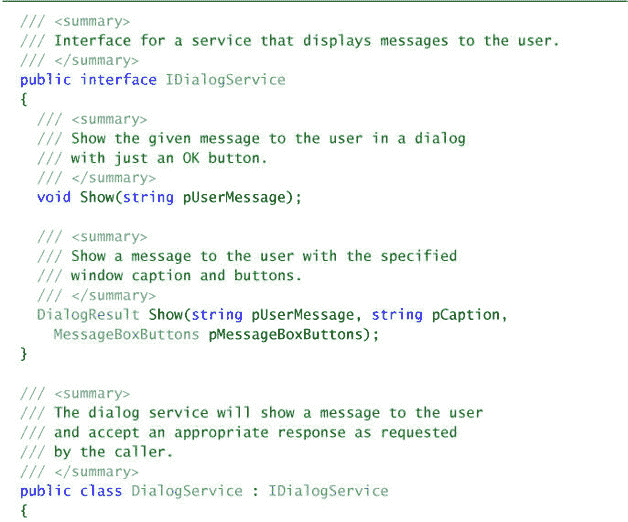 /// <summary>
/// Interface for a service that displays messages to the user.
/// </summary>
public interface IDialogService
{
/// <summary>
/// Show the given message to the user in a dialog
/// with just an OK button.
/// </summary>
void Show(string pUserMessage);
/// <summary>
/// Show a message to the user with the specified
/// window caption and buttons.
/// </summary>
DialogResult Show(string pUserMessage, string pCaption,
MessageBoxButtons pMessageBoxButtons);
}
/// <summary>
/// The dialog service will show a message to the user
/// and accept an appropriate response as requested
/// by the caller.
/// </summary>
public class DialogService : IDialogService
{